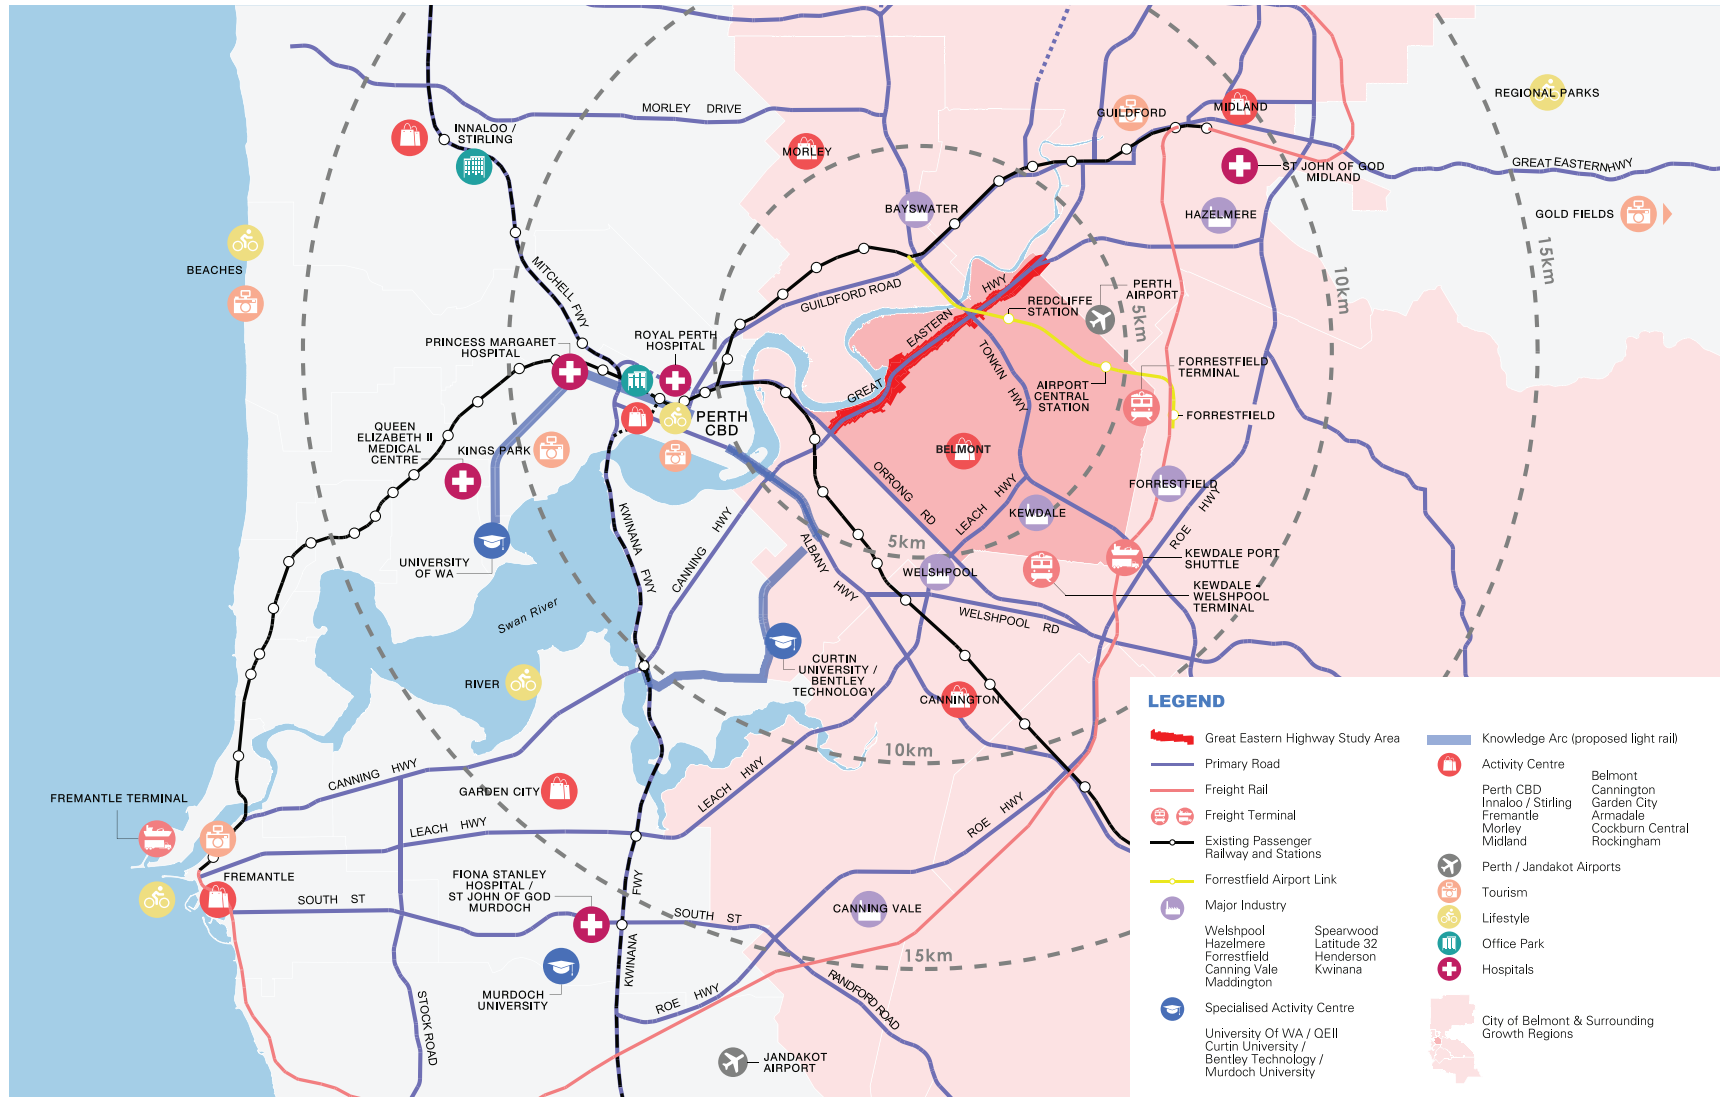 MORLEY DRIVE
INNALOO /
STIRLING
MORLEY
GUILDFORD
MIDLAND
REGIONAL PARKS
ST JOHN OF GOD
MIDLAND
GREAT EASTERN HWY
BAYSWATER
HAZELMERE
GOLD FIELDS
BEACHES
MITCHELL FWY
GUILDFORD ROAD
HWY
EASTERN
GREAT
REDCLIFFE
STATION
PERTH
AIRPORT
5km
10km
15km
PRINCESS MARGARET
HOSPITAL
ROYAL PERTH
HOSPITAL
TONKIN HWY
AIRPORT
CENTRAL
STATION
FORRESTFIELD
TERMINAL
FORRESTFIELD
PERTH
CBD
QUEEN
ELIZABETH II
MEDICAL
CENTRE
KINGS PARK
BELMONT
ORRONG RD
LEACH HWY
FORRESTFIELD
KEWDALE
ROE HWY
KWINANA FWY
CANNING HWY
ALBANY HWY
5km
UNIVERSITY
OF WA
WELSHPOOL
KEWDALE PORT
SHUTTLE
KEWDALE -
WELSHPOOL
TERMINAL
WELSHPOOL RD
Swan River
CURTIN
UNIVERSITY /
BENTLEY
TECHNOLOGY
RIVER
CANNINGTON
10km
CANNING HWY
LEACH HWY
GARDEN CITY
FREMANTLE TERMINAL
LEACH HWY
ROE HWY
FREMANTLE
FIONA STANLEY
HOSPITAL /
ST JOHN OF GOD
MURDOCH
SOUTH ST
SOUTH ST
FWY
KWINANA
CANNING VALE
15km
MURDOCH
UNIVERSITY
STOCK ROAD
ROE HWY
RANDFORD ROAD
JANDAKOT
AIRPORT
LEGEND
Great Eastern Highway Study Area
Primary Road
Freight Rail
Freight Terminal
Existing Passenger
Railway and Stations
Forrestfield Airport Link
Major Industry
Welshpool
Hazelmere
Forrestfield
Canning Vale
Maddington
Spearwood
Latitude 32
Henderson
Kwinana
Specialised Activity Centre
University Of WA / QEII
Curtin University /
Bentley Technology /
Murdoch University
Knowledge Arc (proposed light rail)
Activity Centre
Perth CBD
Innaloo / Stirling
Fremantle
Morley
Midland
Belmont
Cannington
Garden City
Armadale
Cockburn Central
Rockingham
Perth / Jandakot Airports
Tourism
Lifestyle
Office Park
Hospitals
City of Belmont & Surrounding
Growth Regions